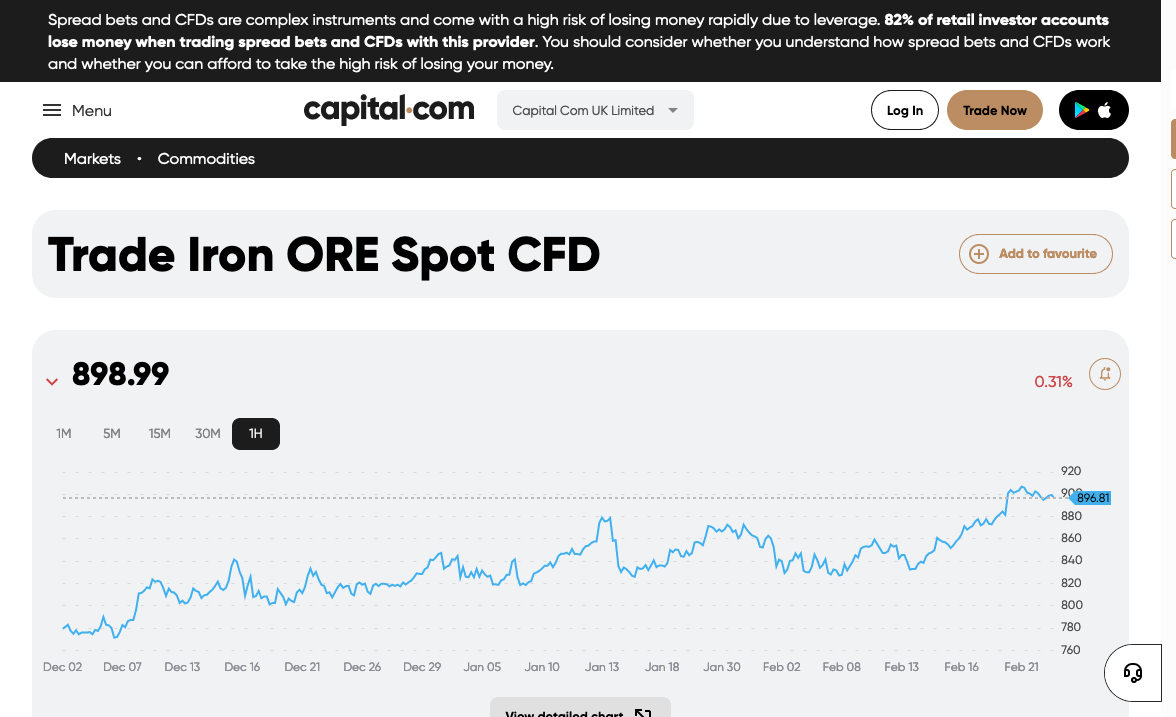 Spread bets and CFDs are complex instruments and come with a high risk of losing money rapidly due to leverage. 82% of retail investor accounts
lose money when trading spread bets and CFDs with this provider. You should consider whether you understand how spread bets and CFDs work
and whether you can afford to take the high risk of losing your money.
Menu
capital.com
Capital Com UK Limited
Log In
Trade Now
Markets • Commodities
Trade Iron ORE Spot CFD
Add to favourite
898.99
0.31%
1M 5M 15M 30M 1H
920
900
896.81
880
860
840
820
800
780
760
Dec 02 Dec 07 Dec 13 Dec 16 Dec 21 Dec 26 Dec 29 Jan 05 Jan 10 Jan 13 Jan 18 Jan 30 Feb 02 Feb 08 Feb 13 Feb 16 Feb 21
View detailed chart